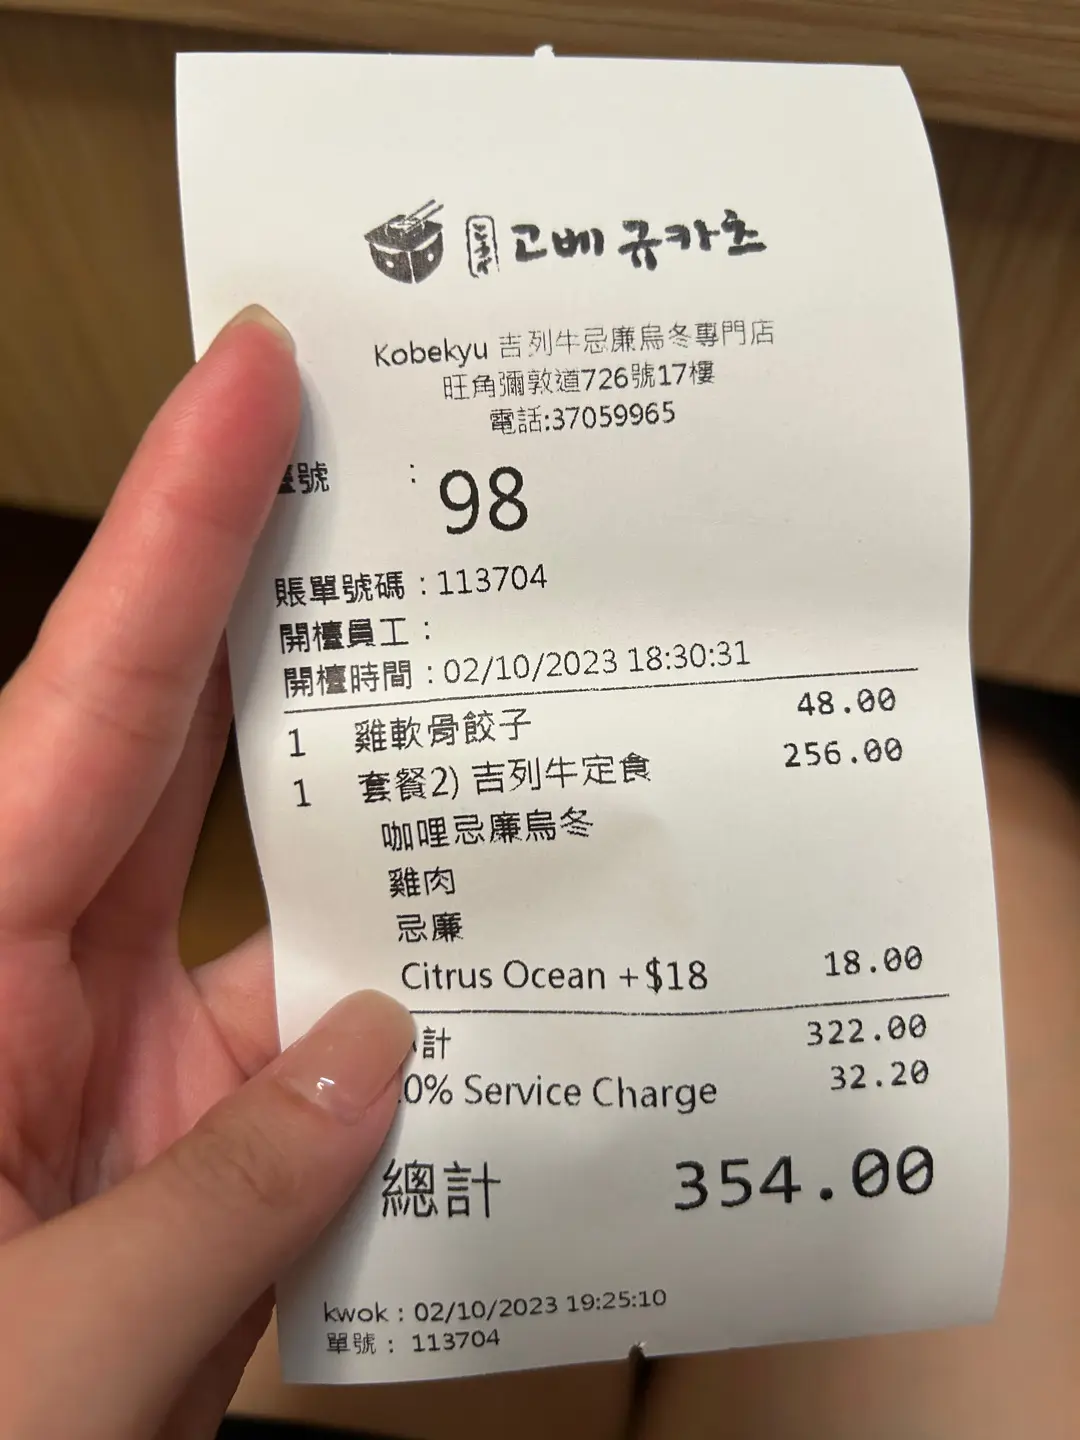 고베 규카츠
Kobekyu 吉列牛忌廉烏冬專門店
旺角彌敦道726號17樓
電話:37059965
檯號 : 98
賬單號碼 : 113704
開檯員工 :
開檯時間 : 02/10/2023 18:30:31
1 雞軟骨餃子 48.00
1 套餐2) 吉列牛定食 256.00
咖哩忌廉烏冬
雞肉
忌廉
Citrus Ocean +$18 18.00
小計 322.00
10% Service Charge 32.20
總計 354.00
kwok : 02/10/2023 19:25:10
單號 : 113704